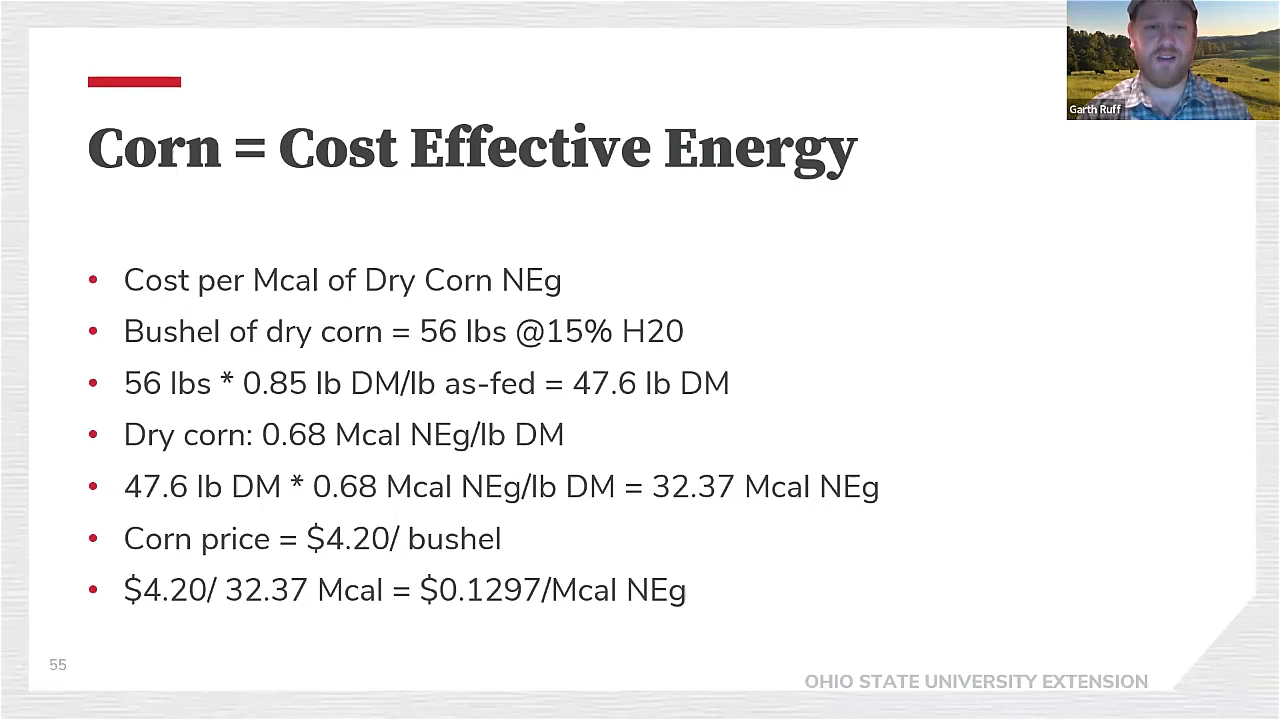 Garth Ruff
Corn = Cost Effective Energy
• Cost per Mcal of Dry Corn NEg
• Bushel of dry corn = 56 lbs @15% H20
• 56 lbs * 0.85 lb DM/lb as-fed = 47.6 lb DM
• Dry corn: 0.68 Mcal NEg/lb DM
• 47.6 lb DM * 0.68 Mcal NEg/lb DM = 32.37 Mcal NEg
• Corn price = $4.20/ bushel
• $4.20/ 32.37 Mcal = $0.1297/Mcal NEg
55
OHIO STATE UNIVERSITY EXTENSION